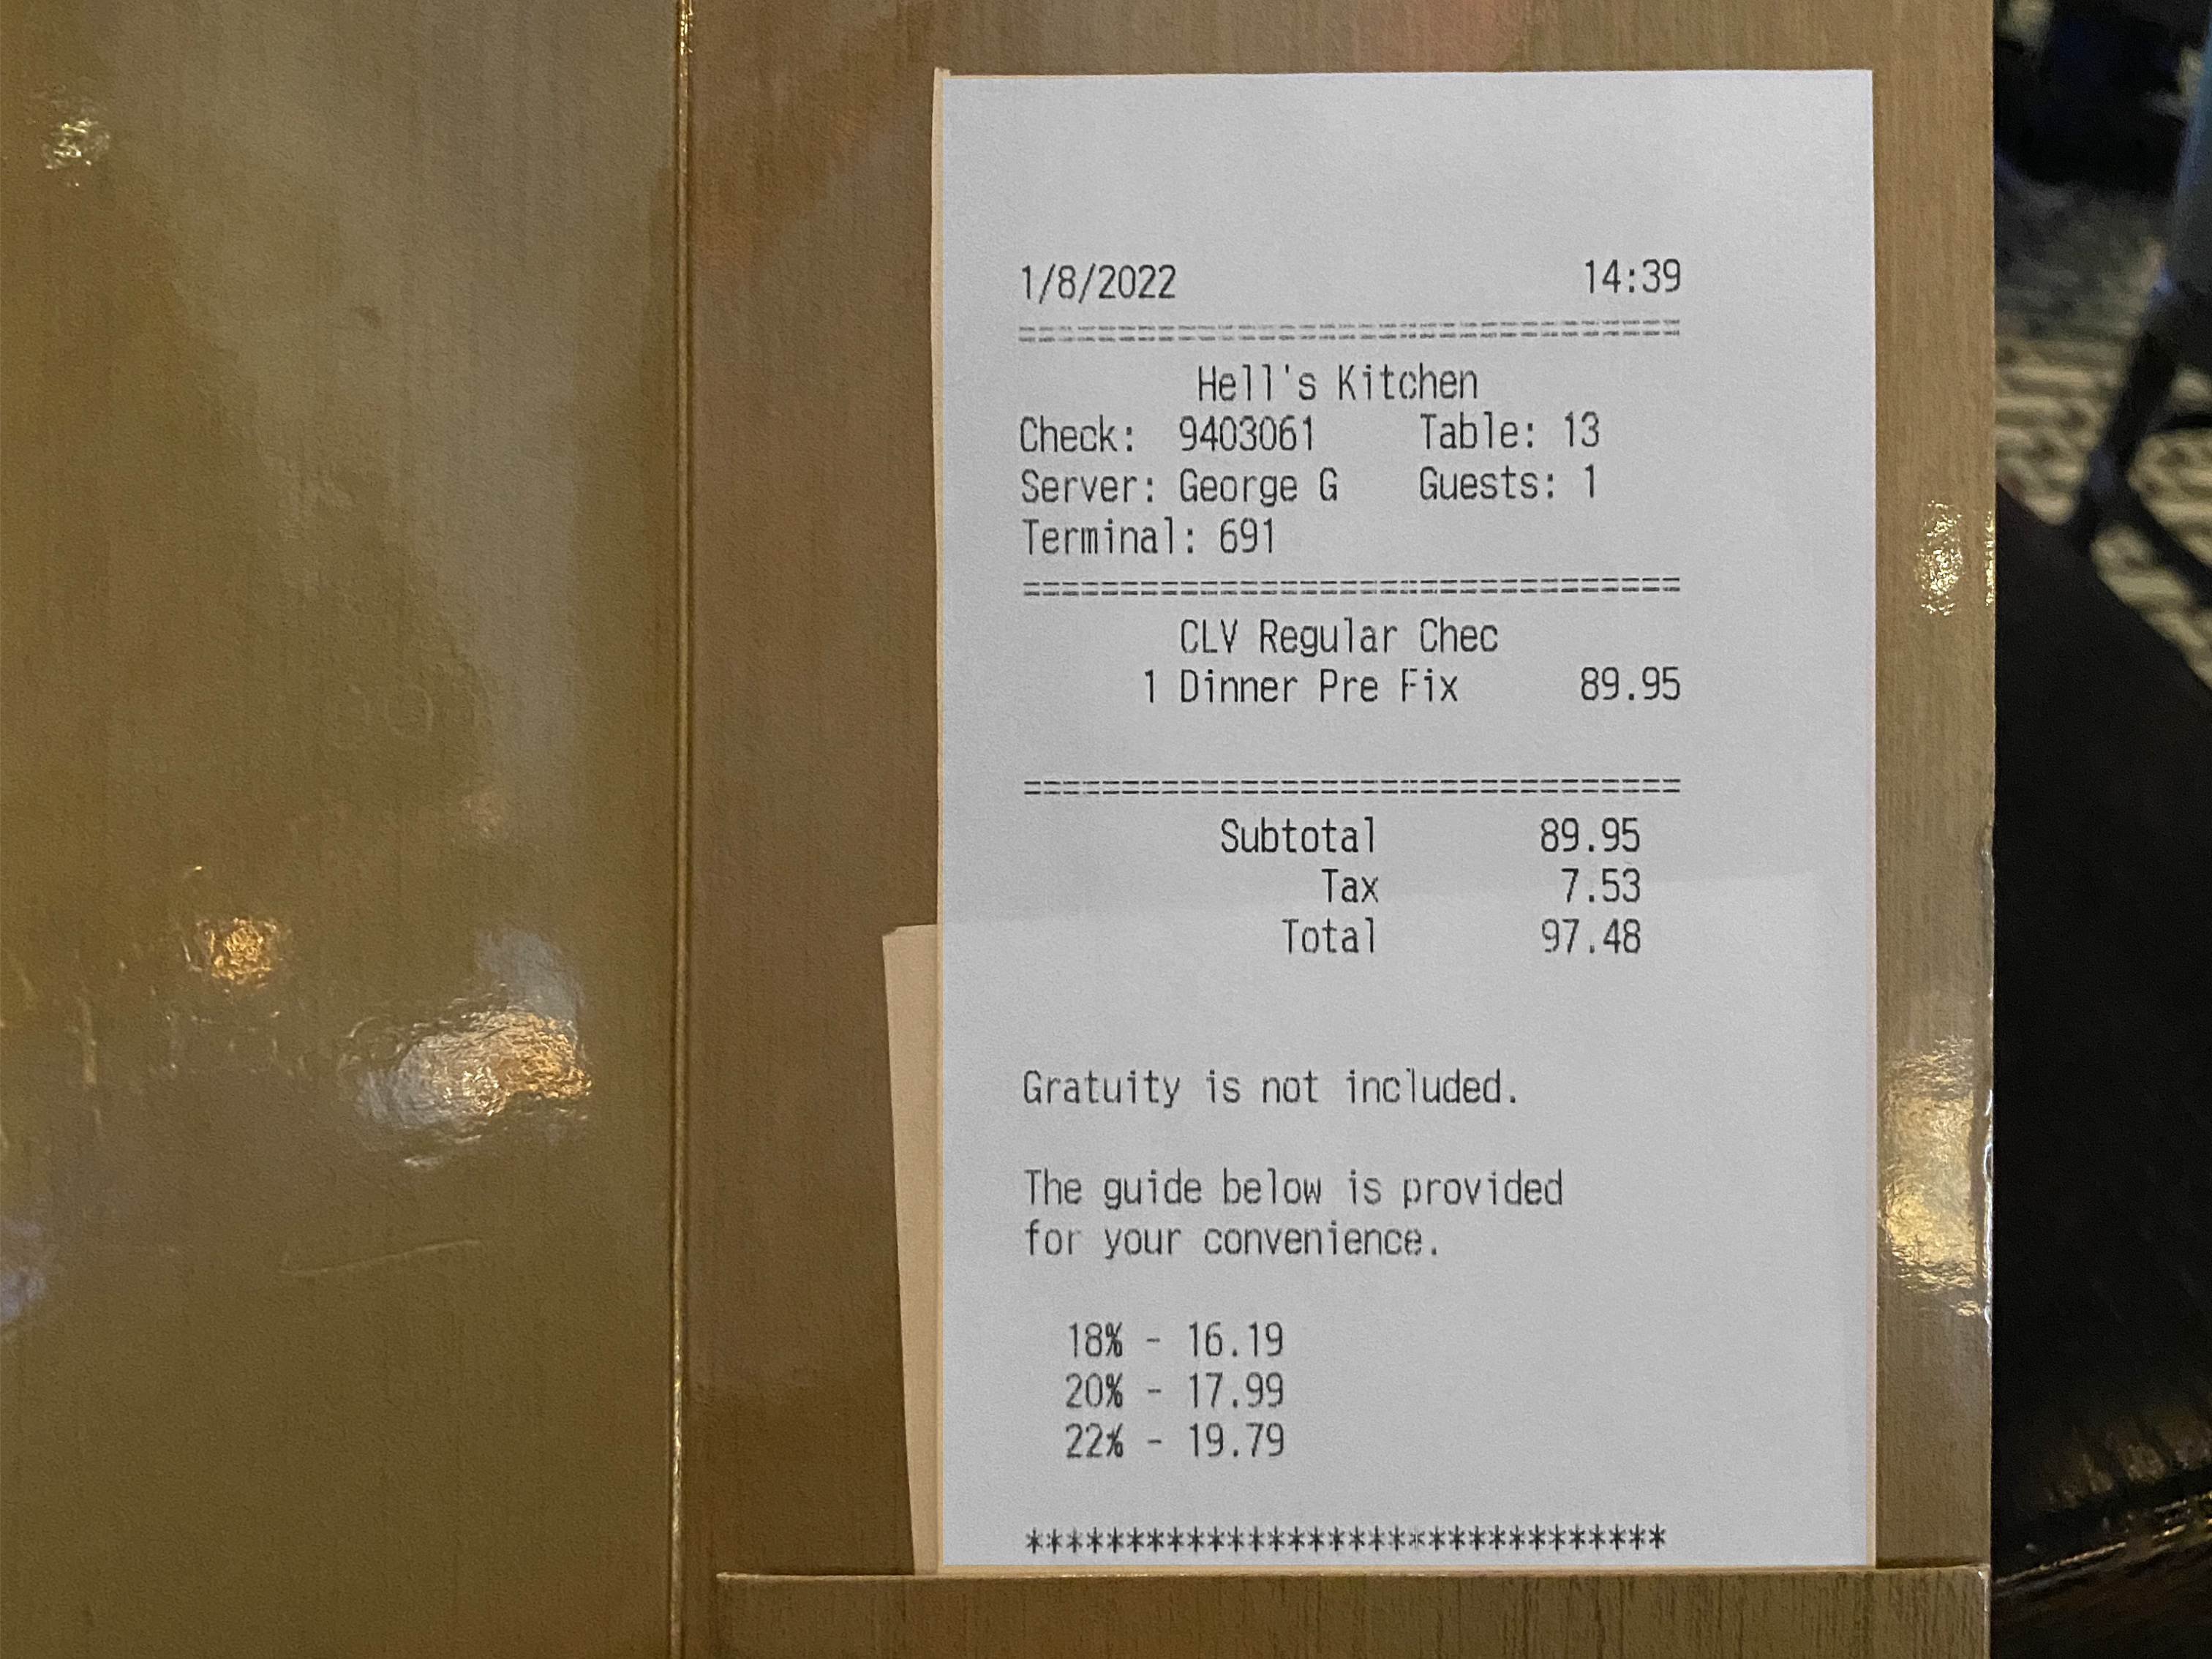 1/8/2022 14:39
================================
Hell's Kitchen
Check: 9403061 Table: 13
Server: George G Guests: 1
Terminal: 691
=================================
CLV Regular Chec
1 Dinner Pre Fix 89.95
=================================
Subtotal 89.95
Tax 7.53
Total 97.48
Gratuity is not included.
The guide below is provided
for your convenience.
18% - 16.19
20% - 17.99
22% - 19.79
********************************